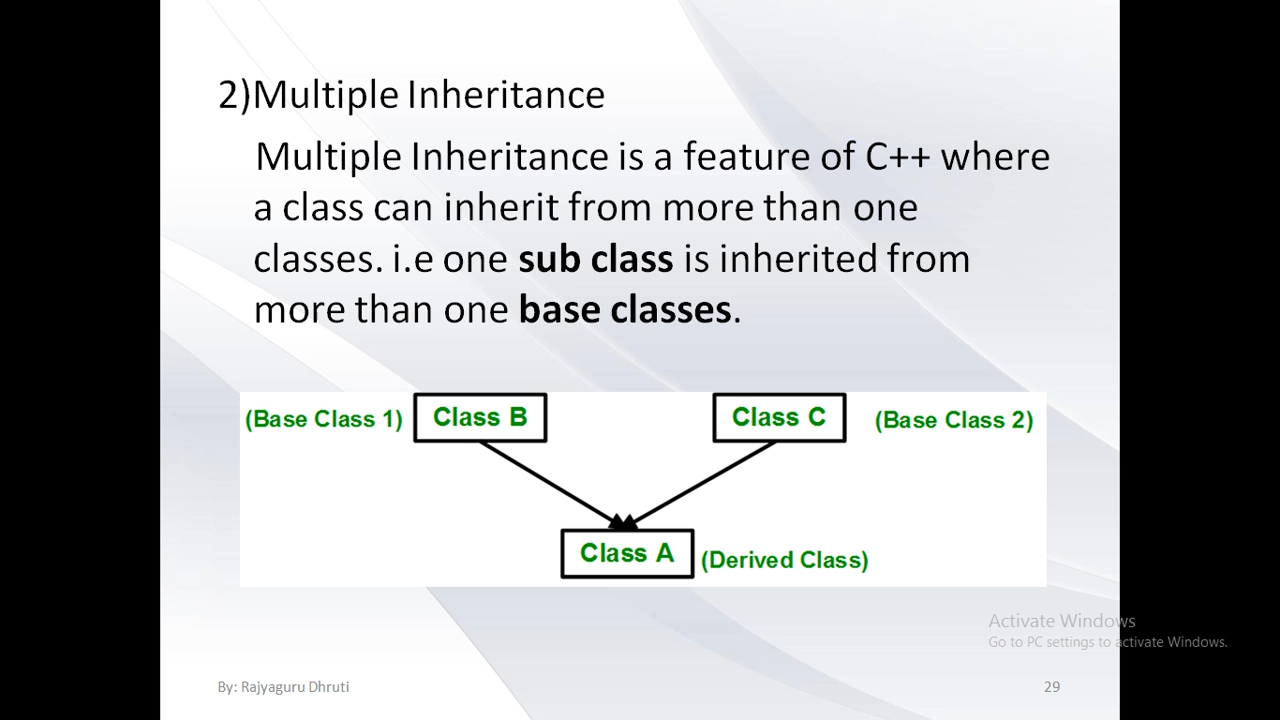 2)Multiple Inheritance
Multiple Inheritance is a feature of C++ where
a class can inherit from more than one
classes. i.e one sub class is inherited from
more than one base classes.
(Base Class 1) Class B Class C (Base Class 2)
Class A (Derived Class)
Activate Windows
Go to PC settings to activate Windows.
By: Rajyaguru Dhruti 29